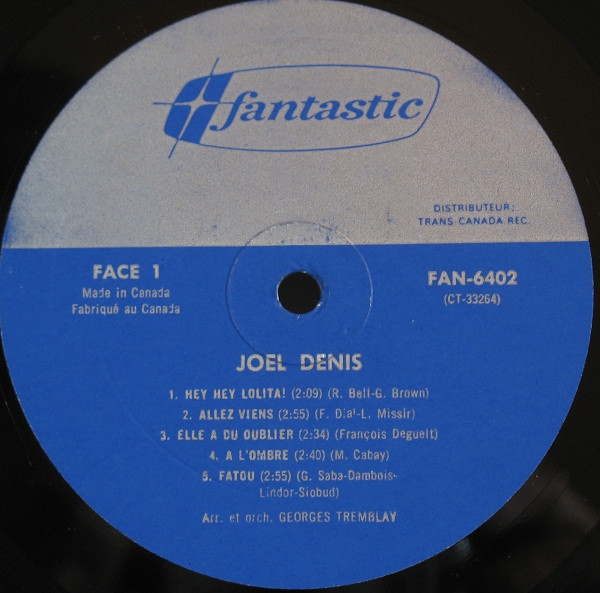 fantastic
DISTRIBUTEUR:
TRANS-CANADA REC.
FACE 1
Made in Canada
Fabriqué au Canada
FAN-6402
(CT-33264)
JOEL DENIS
1. HEY HEY LOLITA! (2:09) (R. Bell-G. Brown)
2. ALLEZ VIENS (2:55) (F. Dial-L. Missir)
3. ELLE A DU OUBLIER (2:34) (François Deguelt)
4. A L'OMBRE (2:40) (M. Cabay)
5. FATOU (2:55) (G. Saba-Dambois-
Lindor-Siobud)
Arr. et orch. GEORGES TREMBLAY